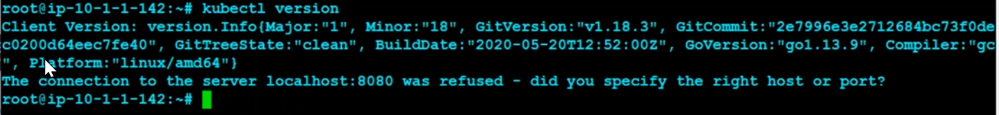 root@ip-10-1-1-142:~# kubectl version
Client Version: version.Info{Major:"1", Minor:"18", GitVersion:"v1.18.3", GitCommit:"2e7996e3e2712684bc73f0de
c0200d64eec7fe40", GitTreeState:"clean", BuildDate:"2020-05-20T12:52:00Z", GoVersion:"go1.13.9", Compiler:"gc
", Platform:"linux/amd64"}
The connection to the server localhost:8080 was refused - did you specify the right host or port?
root@ip-10-1-1-142:~#